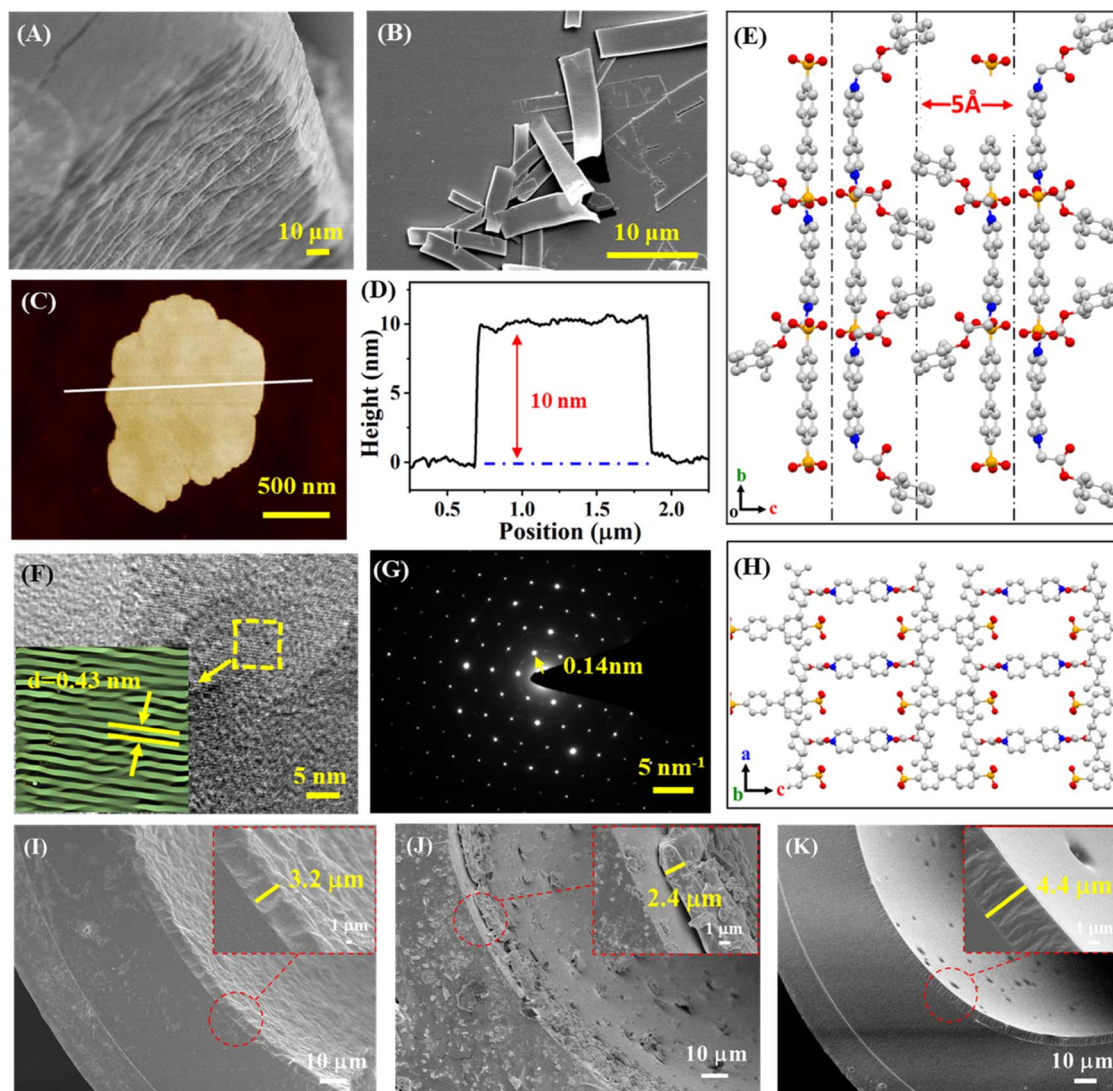 (A)
10 μm
(B)
10 μm
(C)
500 nm
(D)
Height (nm)
10
5
0
10 nm
0.5
1.0
1.5
2.0
Position (μm)
(E)
5Å
b
o
c
(F)
d=0.43 nm
5 nm
(G)
0.14nm
5 nm⁻¹
(H)
a
b
c
(I)
3.2 μm
1 μm
10 μm
(J)
2.4 μm
1 μm
10 μm
(K)
4.4 μm
1 μm
10 μm